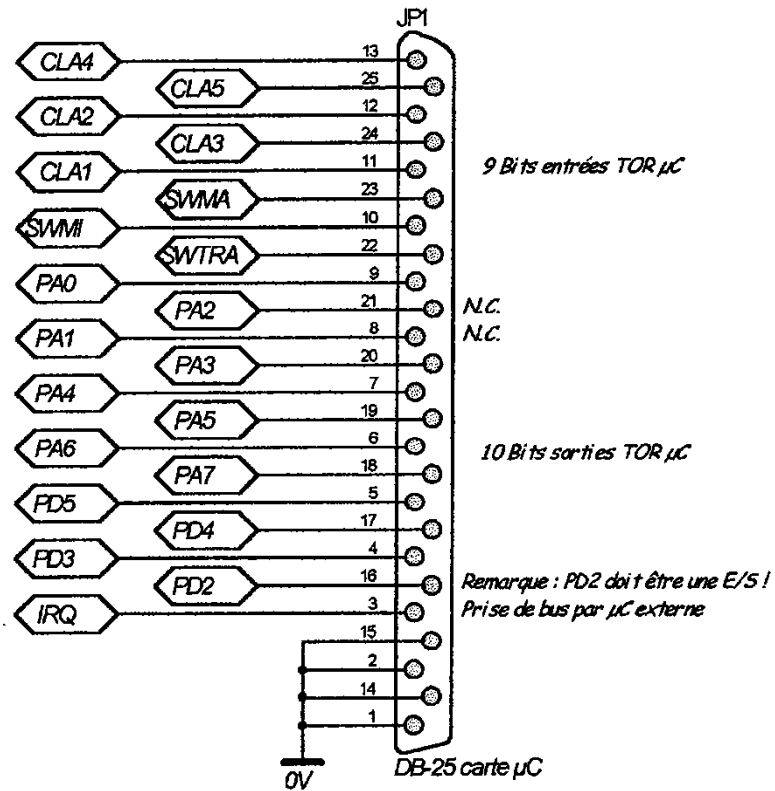 JP1
CLA4 13
CLA5 25
CLA2 12
CLA3 24
CLA1 11
9 Bits entrées TOR µC
SWMA 23
SWMI 10
SWTRA 22
PA0 9
PA2 21 N.C.
PA1 8 N.C.
PA3 20
PA4 7
PA5 19
PA6 6
10 Bits sorties TOR µC
PA7 18
PD5 5
PD4 17
PD3 4
PD2 16 Remarque : PD2 doit être une E/S !
IRQ 3 Prise de bus par µC externe
15
2
14
1
0V
DB-25 carte µC